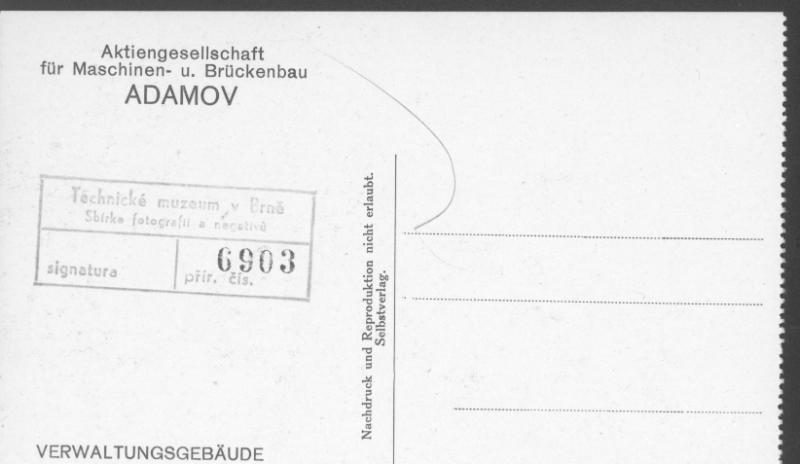 Aktiengesellschaft
für Maschinen- u. Brückenbau
ADAMOV
Technické muzeum v Brně
Sbírka fotografií a negativů
signatura
přír. čís. 6903
VERWALTUNGSGEBÄUDE
Nachdruck und Reproduktion nicht erlaubt.
Selbstverlag.